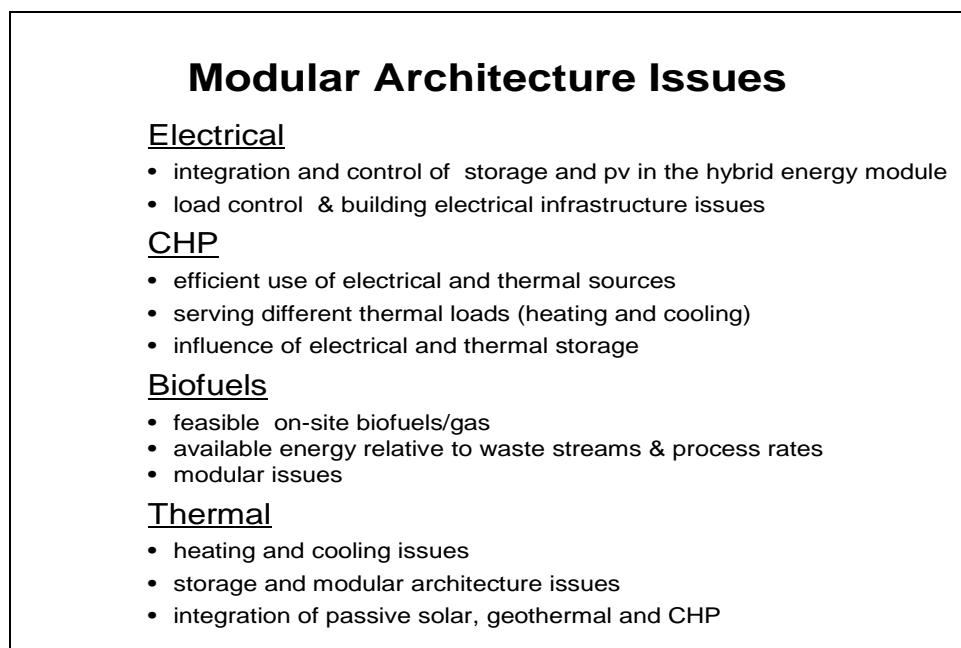 Modular Architecture Issues
Electrical
• integration and control of storage and pv in the hybrid energy module
• load control & building electrical infrastructure issues
CHP
• efficient use of electrical and thermal sources
• serving different thermal loads (heating and cooling)
• influence of electrical and thermal storage
Biofuels
• feasible on-site biofuels/gas
• available energy relative to waste streams & process rates
• modular issues
Thermal
• heating and cooling issues
• storage and modular architecture issues
• integration of passive solar, geothermal and CHP